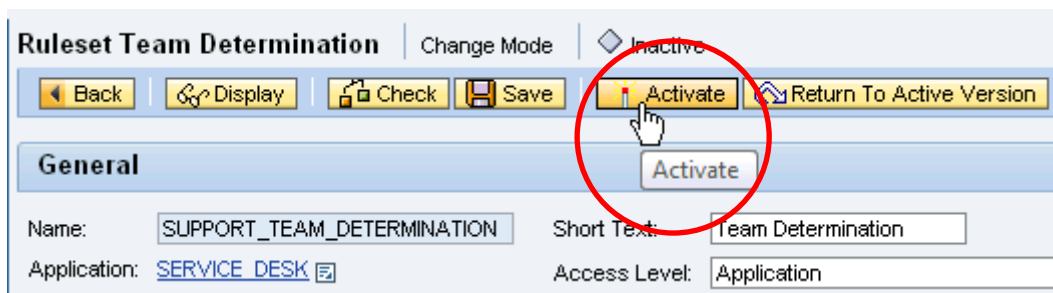 Ruleset Team Determination Change Mode Inactive
Back Display Check Save Activate Return To Active Version
General Activate
Name: SUPPORT_TEAM_DETERMINATION Short Text: Team Determination
Application: SERVICE_DESK Access Level: Application